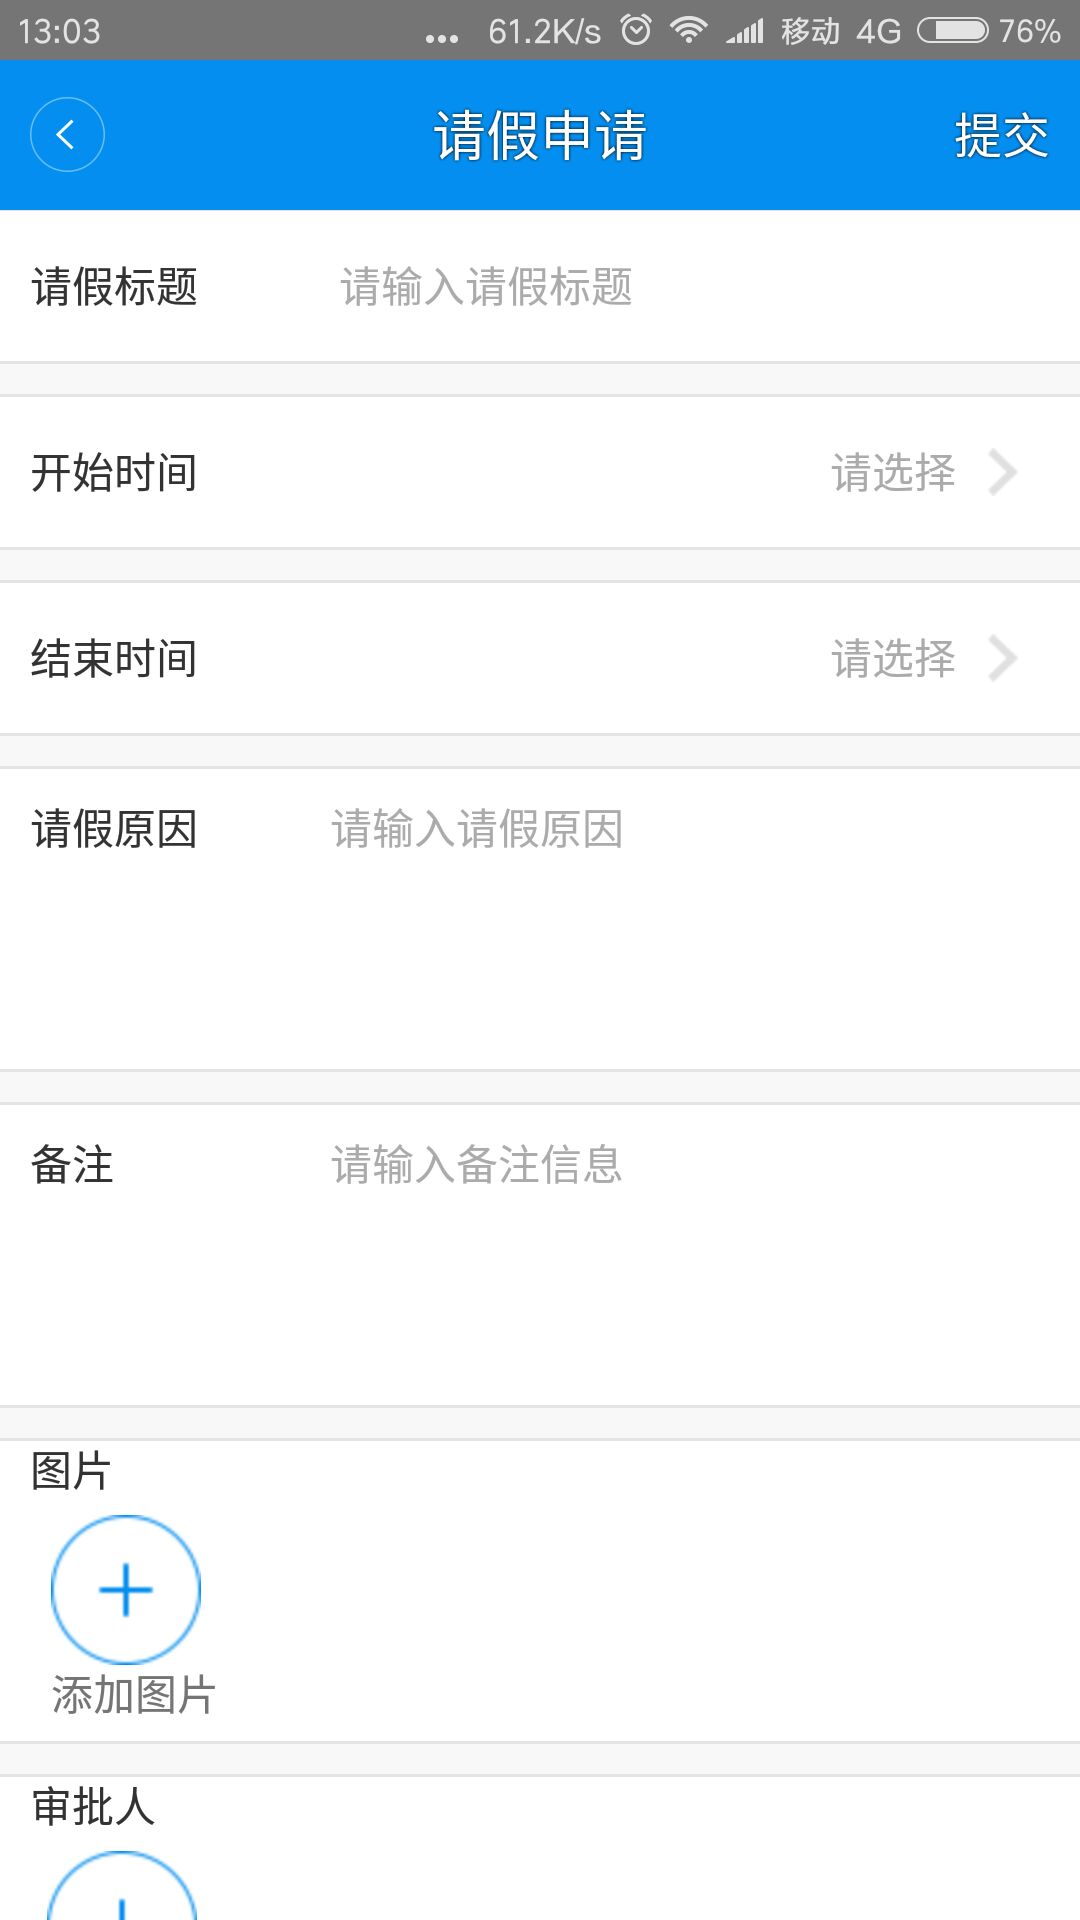 13:03 ... 61.2K/s 移动 4G 76%
请假申请 提交
请假标题 请输入请假标题
开始时间 请选择
结束时间 请选择
请假原因 请输入请假原因
备注 请输入备注信息
图片
添加图片
审批人